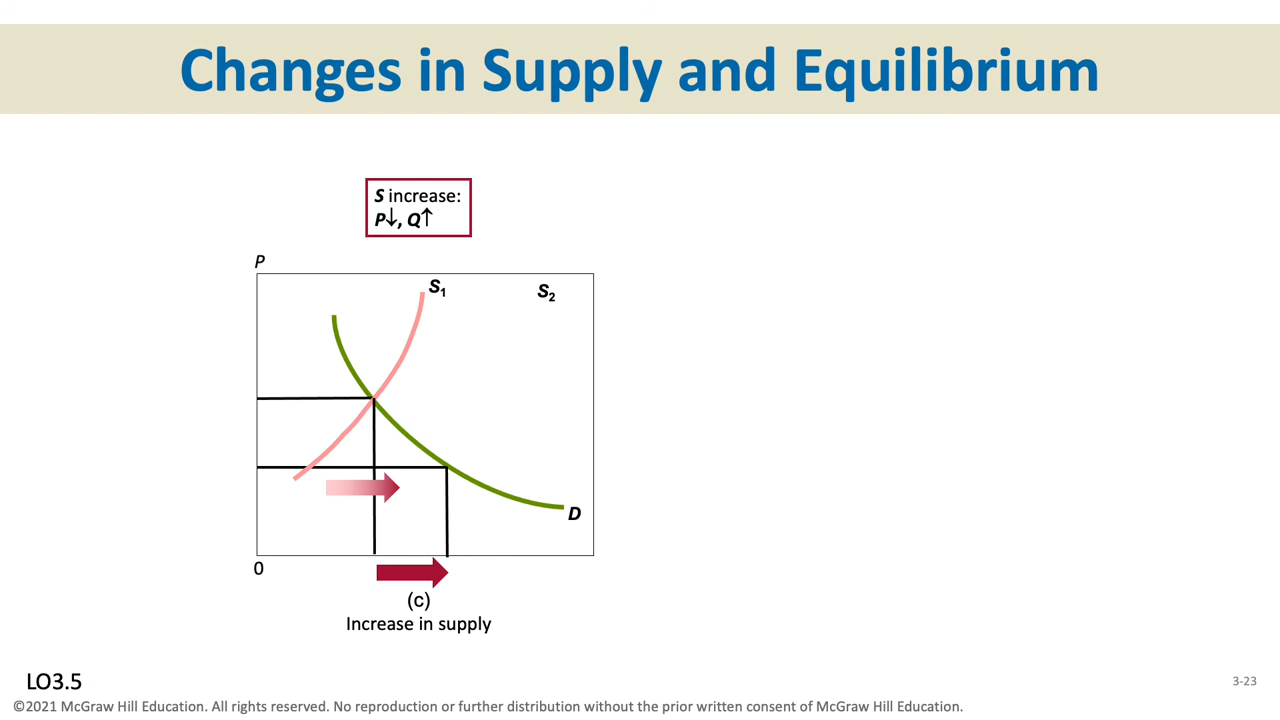 Changes in Supply and Equilibrium
S increase:
P↓, Q↑
P
S₁
S₂
D
0
(c)
Increase in supply
LO3.5
3-23
©2021 McGraw Hill Education. All rights reserved. No reproduction or further distribution without the prior written consent of McGraw Hill Education.